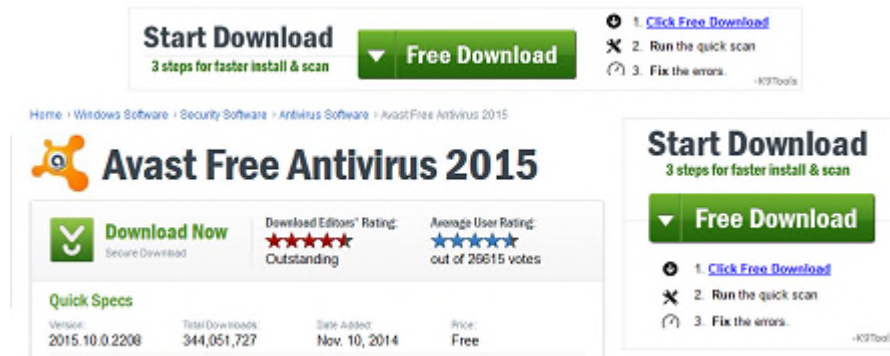 Start Download
3 steps for faster install & scan
Free Download
1. Click Free Download
2. Run the quick scan
3. Fix the errors.
-K9Tools
Home › Windows Software › Security Software › Antivirus Software › Avast Free Antivirus 2015
Avast Free Antivirus 2015
Download Now
Secure Download
Download Editors' Rating:
Outstanding
Average User Rating:
out of 26615 votes
Quick Specs
Version: Total Downloads: Date Added: Price:
2015.10.0.2208 344,051,727 Nov. 10, 2014 Free
Start Download
3 steps for faster install & scan
Free Download
1. Click Free Download
2. Run the quick scan
3. Fix the errors.
-K9Tool